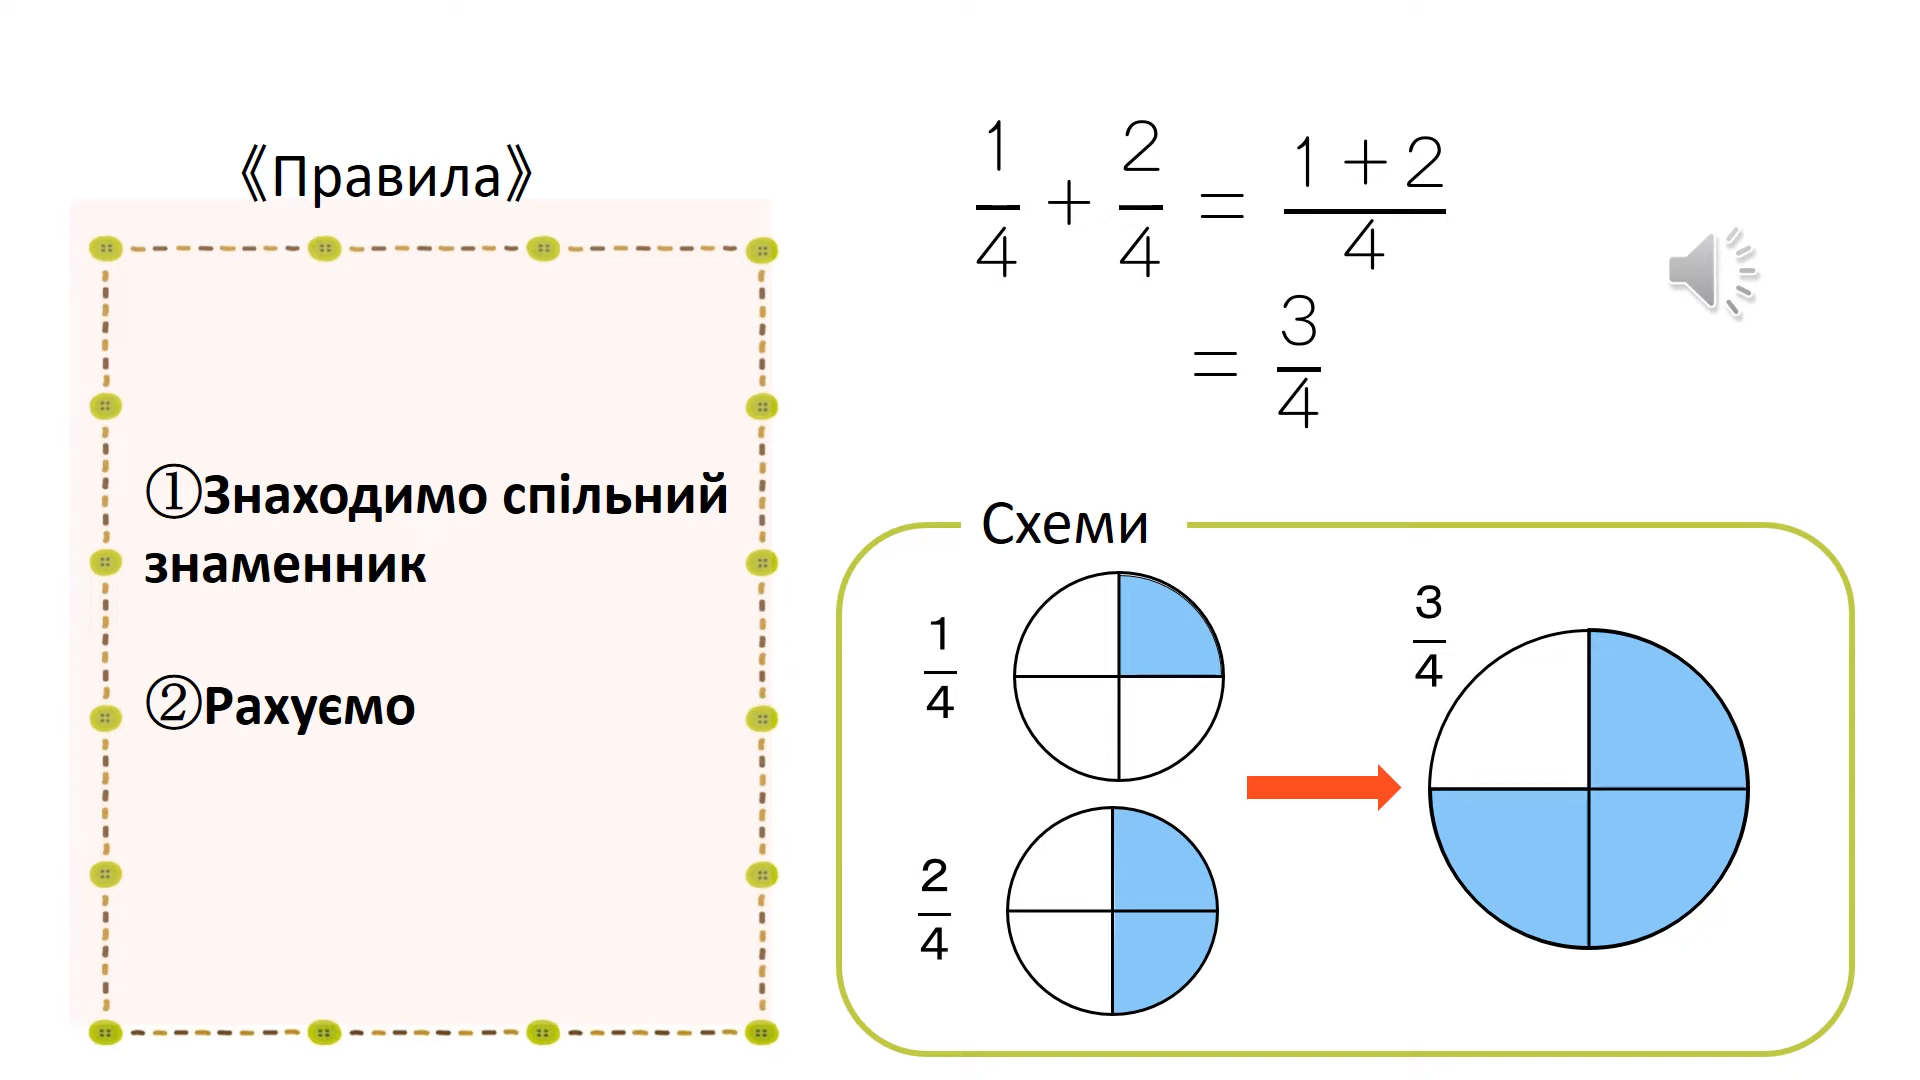 《Правила》
①Знаходимо спільний
знаменник
②Рахуємо
1/4 + 2/4 = (1+2)/4
= 3/4
Схеми
1/4
2/4
3/4